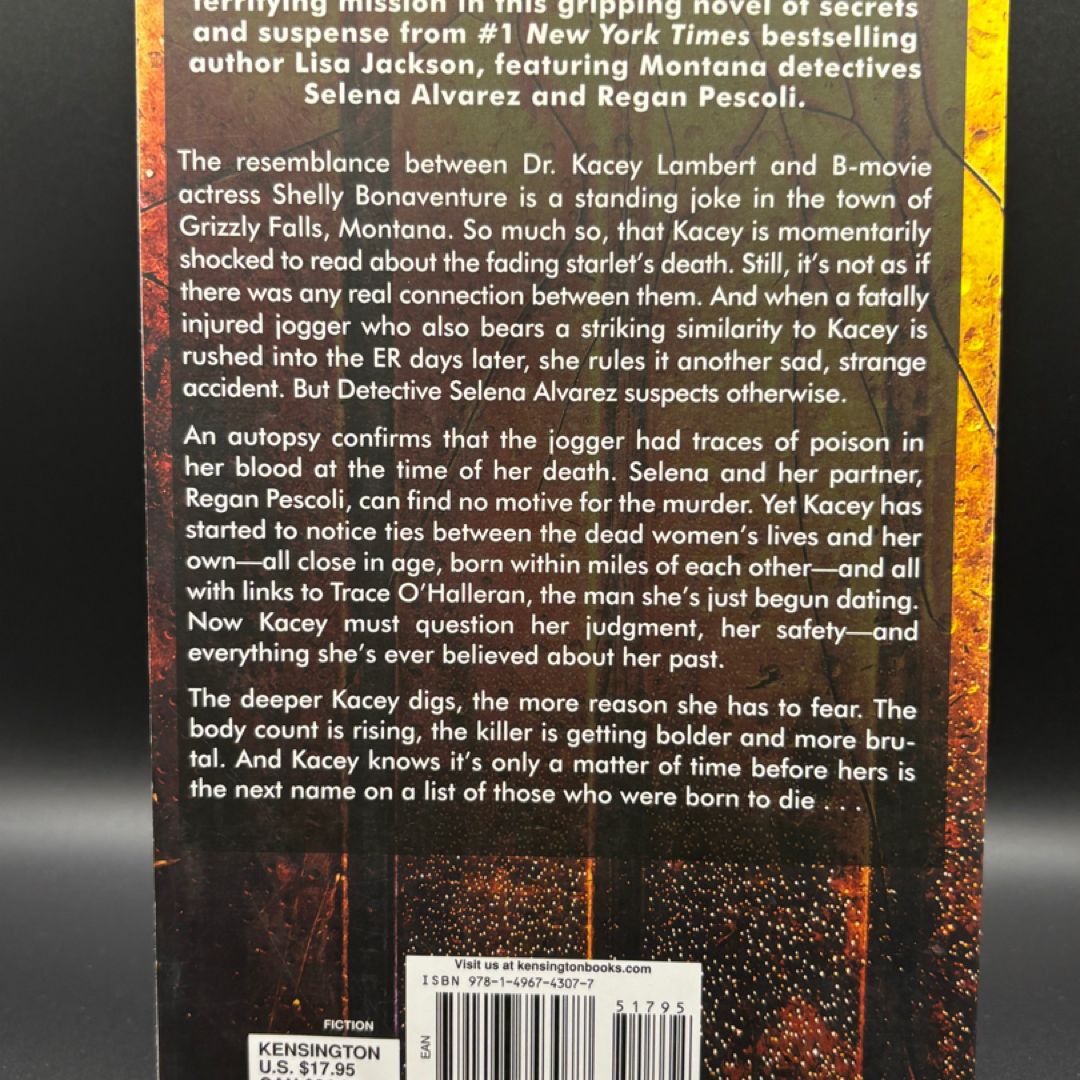 terrifying mission in this gripping novel of secrets
and suspense from #1 New York Times bestselling
author Lisa Jackson, featuring Montana detectives
Selena Alvarez and Regan Pescoli.
The resemblance between Dr. Kacey Lambert and B-movie
actress Shelly Bonaventure is a standing joke in the town of
Grizzly Falls, Montana. So much so, that Kacey is momentarily
shocked to read about the fading starlet's death. Still, it's not as if
there was any real connection between them. And when a fatally
injured jogger who also bears a striking similarity to Kacey is
rushed into the ER days later, she rules it another sad, strange
accident. But Detective Selena Alvarez suspects otherwise.
An autopsy confirms that the jogger had traces of poison in
her blood at the time of her death. Selena and her partner,
Regan Pescoli, can find no motive for the murder. Yet Kacey has
started to notice ties between the dead women's lives and her
own—all close in age, born within miles of each other—and all
with links to Trace O'Halleran, the man she's just begun dating.
Now Kacey must question her judgment, her safety—and
everything she's ever believed about her past.
The deeper Kacey digs, the more reason she has to fear. The
body count is rising, the killer is getting bolder and more bru-
tal. And Kacey knows it's only a matter of time before hers is
the next name on a list of those who were born to die . . .
Visit us at kensingtonbooks.com
ISBN 978-1-4967-4307-7
51795
EAN
FICTION
KENSINGTON
U.S. $17.95